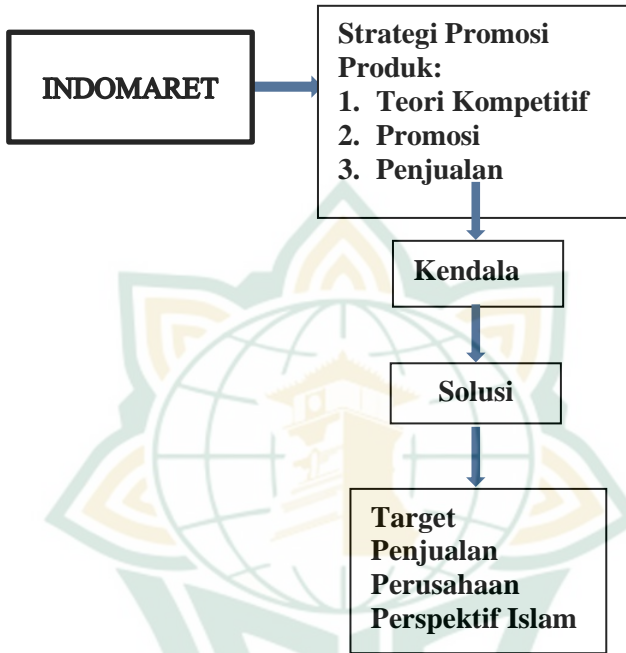 INDOMARET
Strategi Promosi
Produk:
1. Teori Kompetitif
2. Promosi
3. Penjualan
Kendala
Solusi
Target
Penjualan
Perusahaan
Perspektif Islam